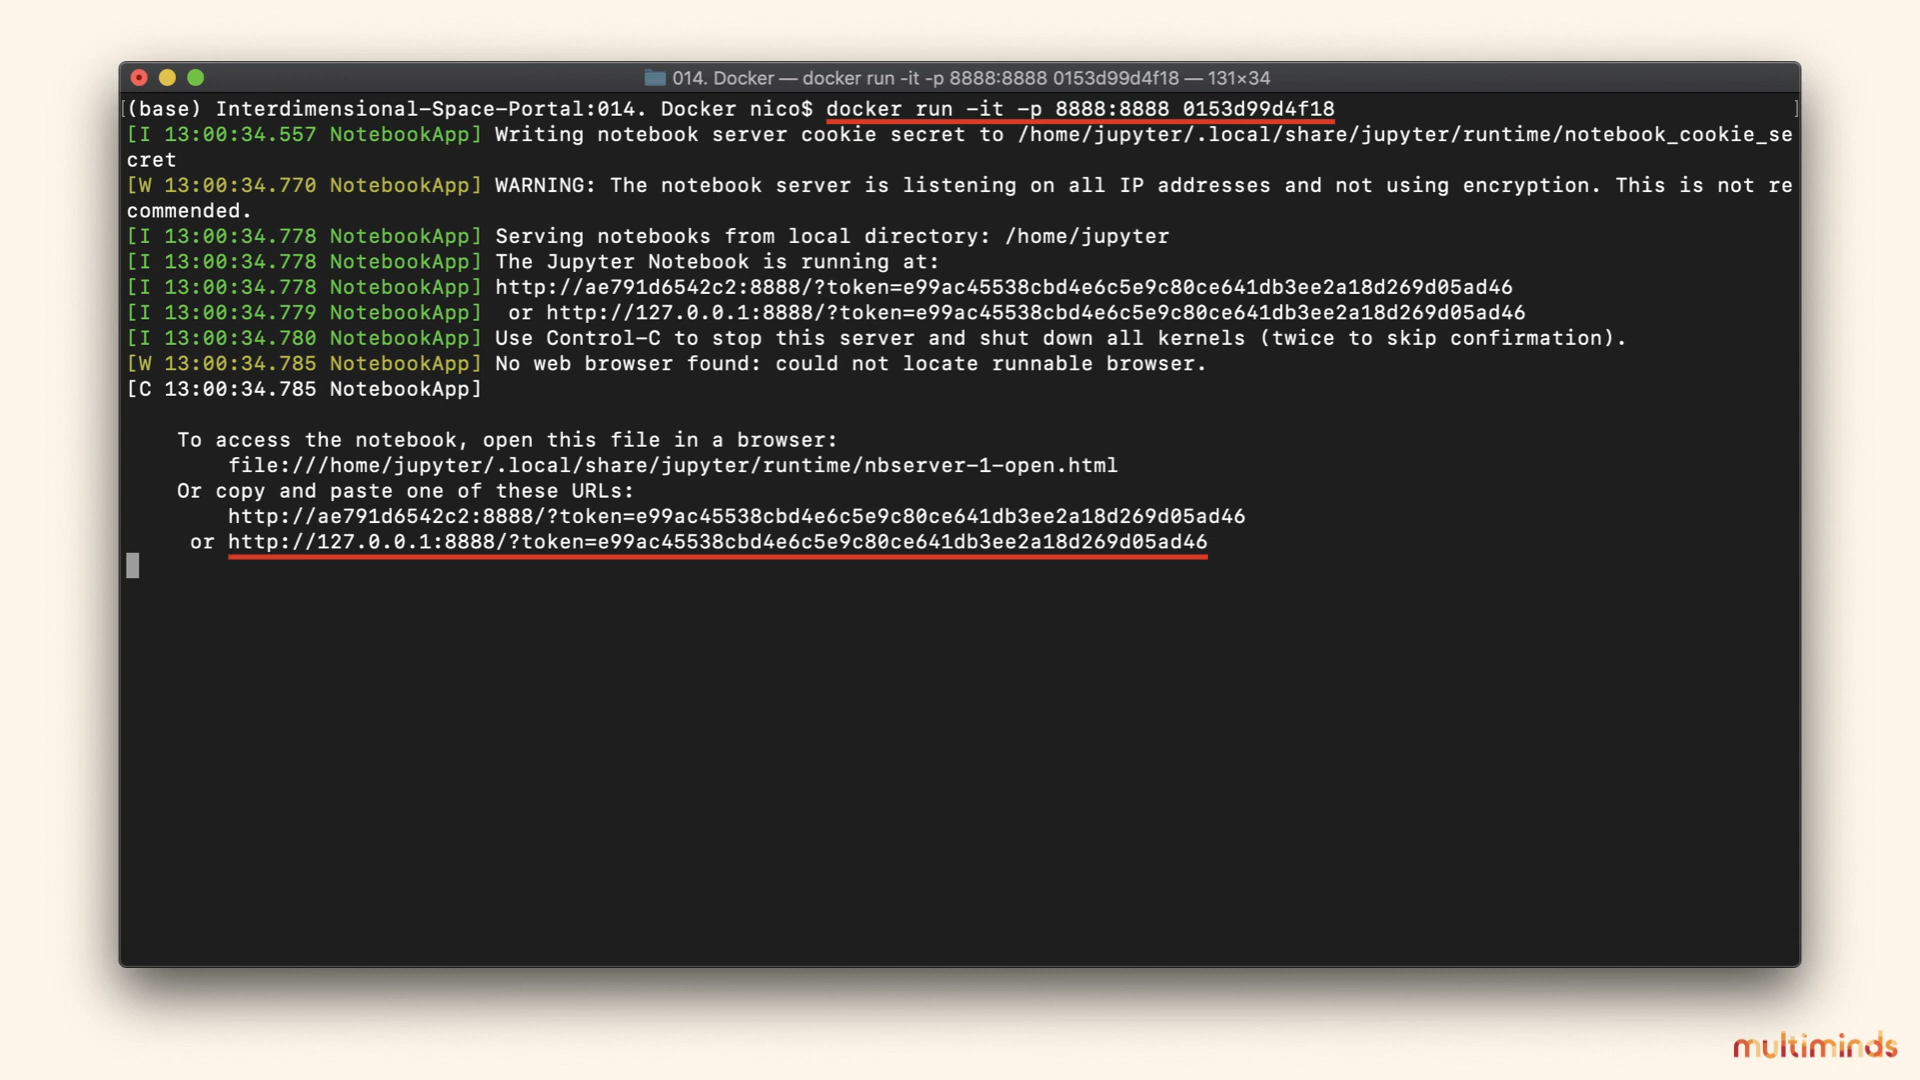 014. Docker — docker run -it -p 8888:8888 0153d99d4f18 — 131×34
[(base) Interdimensional-Space-Portal:014. Docker nico$ docker run -it -p 8888:8888 0153d99d4f18 ]
[I 13:00:34.557 NotebookApp] Writing notebook server cookie secret to /home/jupyter/.local/share/jupyter/runtime/notebook_cookie_se
cret
[W 13:00:34.770 NotebookApp] WARNING: The notebook server is listening on all IP addresses and not using encryption. This is not re
commended.
[I 13:00:34.778 NotebookApp] Serving notebooks from local directory: /home/jupyter
[I 13:00:34.778 NotebookApp] The Jupyter Notebook is running at:
[I 13:00:34.778 NotebookApp] http://ae791d6542c2:8888/?token=e99ac45538cbd4e6c5e9c80ce641db3ee2a18d269d05ad46
[I 13:00:34.779 NotebookApp]  or http://127.0.0.1:8888/?token=e99ac45538cbd4e6c5e9c80ce641db3ee2a18d269d05ad46
[I 13:00:34.780 NotebookApp] Use Control-C to stop this server and shut down all kernels (twice to skip confirmation).
[W 13:00:34.785 NotebookApp] No web browser found: could not locate runnable browser.
[C 13:00:34.785 NotebookApp]
To access the notebook, open this file in a browser:
file:///home/jupyter/.local/share/jupyter/runtime/nbserver-1-open.html
Or copy and paste one of these URLs:
http://ae791d6542c2:8888/?token=e99ac45538cbd4e6c5e9c80ce641db3ee2a18d269d05ad46
or http://127.0.0.1:8888/?token=e99ac45538cbd4e6c5e9c80ce641db3ee2a18d269d05ad46
multiminds